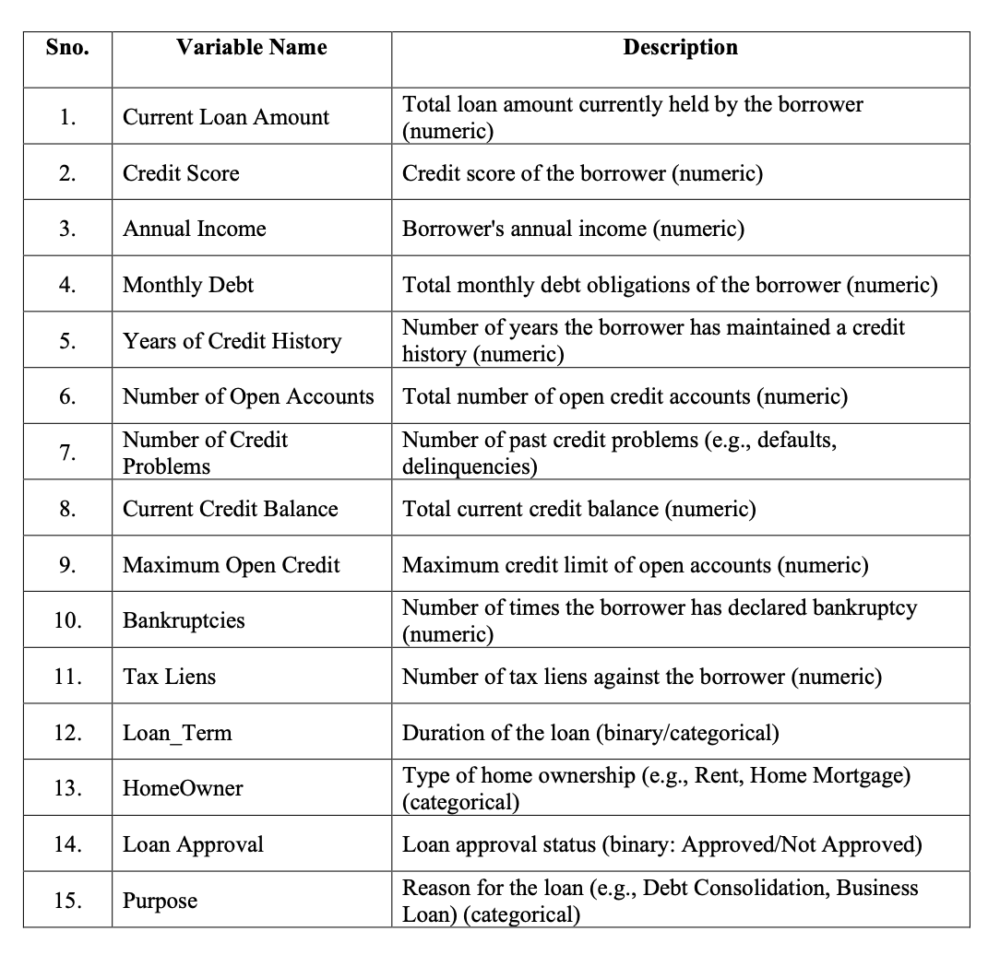 Sno. Variable Name Description
1. Current Loan Amount Total loan amount currently held by the borrower
(numeric)
2. Credit Score Credit score of the borrower (numeric)
3. Annual Income Borrower's annual income (numeric)
4. Monthly Debt Total monthly debt obligations of the borrower (numeric)
5. Years of Credit History Number of years the borrower has maintained a credit
history (numeric)
6. Number of Open Accounts Total number of open credit accounts (numeric)
7. Number of Credit
Problems
Number of past credit problems (e.g., defaults,
delinquencies)
8. Current Credit Balance Total current credit balance (numeric)
9. Maximum Open Credit Maximum credit limit of open accounts (numeric)
10. Bankruptcies Number of times the borrower has declared bankruptcy
(numeric)
11. Tax Liens Number of tax liens against the borrower (numeric)
12. Loan_Term Duration of the loan (binary/categorical)
13. HomeOwner Type of home ownership (e.g., Rent, Home Mortgage)
(categorical)
14. Loan Approval Loan approval status (binary: Approved/Not Approved)
15. Purpose Reason for the loan (e.g., Debt Consolidation, Business
Loan) (categorical)